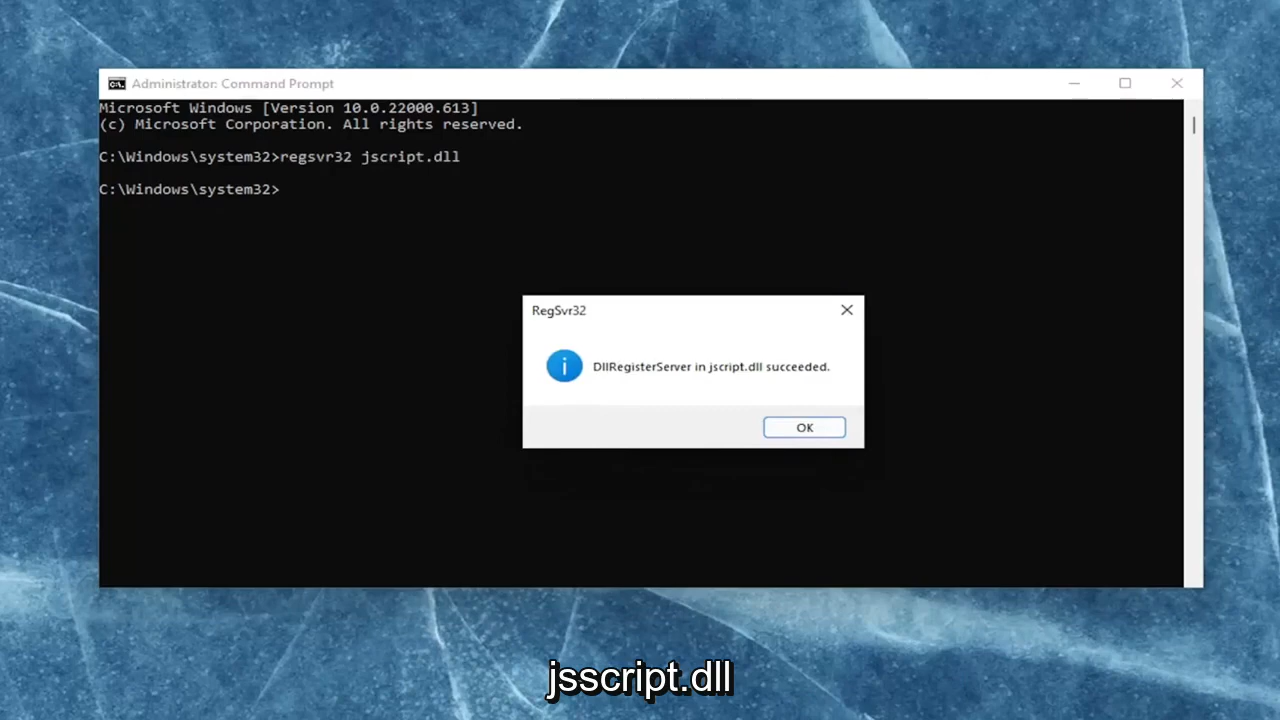 Administrator: Command Prompt
Microsoft Windows [Version 10.0.22000.613]
(c) Microsoft Corporation. All rights reserved.
C:\Windows\system32>regsvr32 jscript.dll
C:\Windows\system32>
RegSvr32
i
DllRegisterServer in jscript.dll succeeded.
OK
jsscript.dll